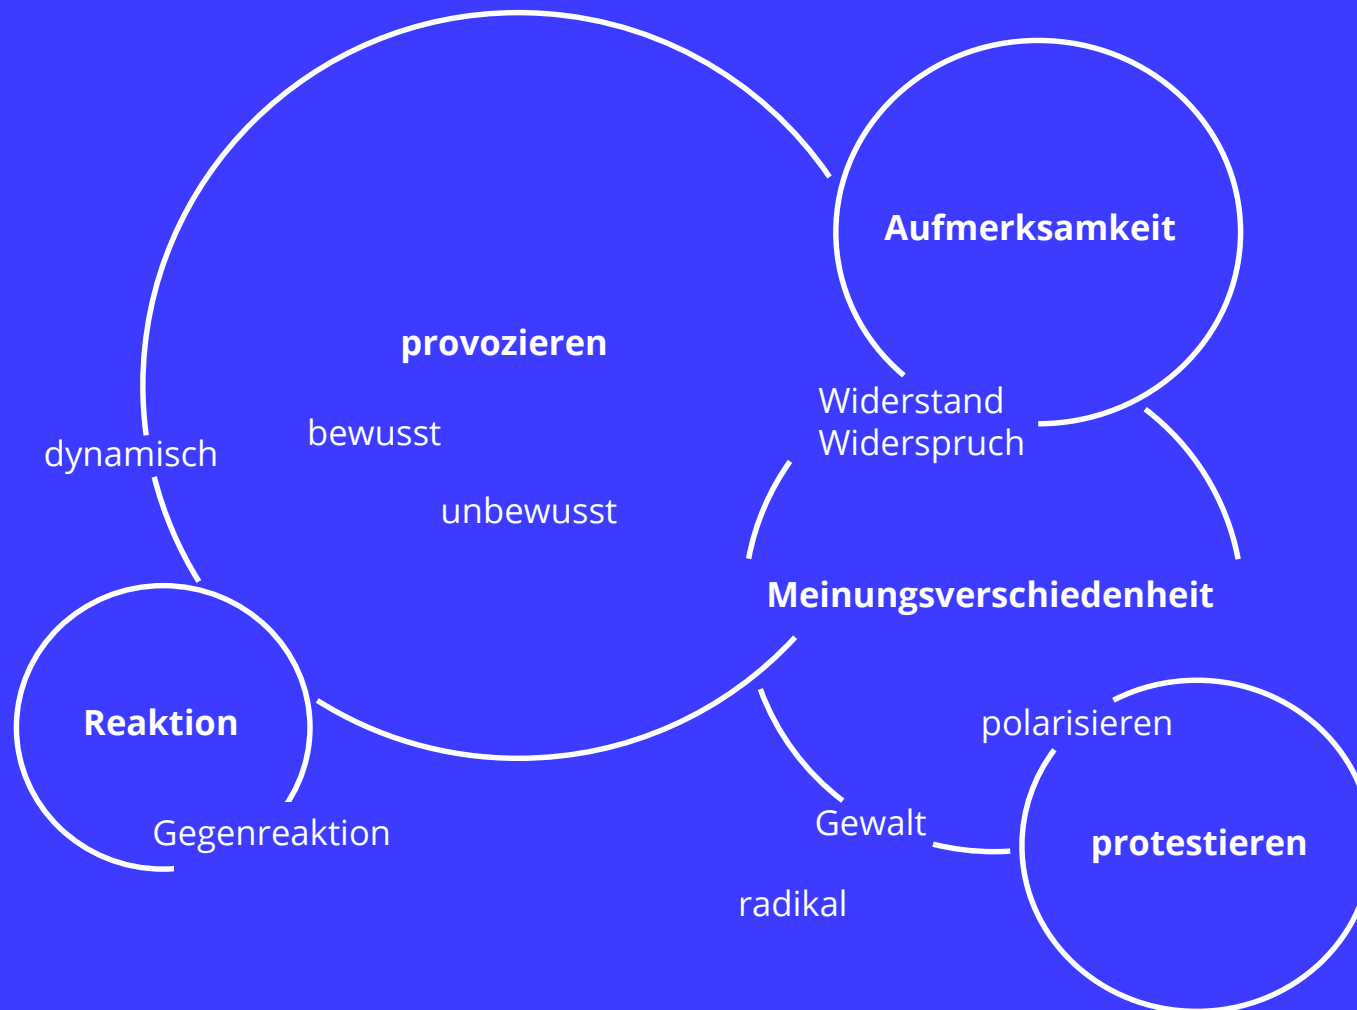 Aufmerksamkeit
provozieren
Widerstand
Widerspruch
bewusst
dynamisch
unbewusst
Meinungsverschiedenheit
Reaktion
polarisieren
Gegenreaktion
Gewalt
protestieren
radikal